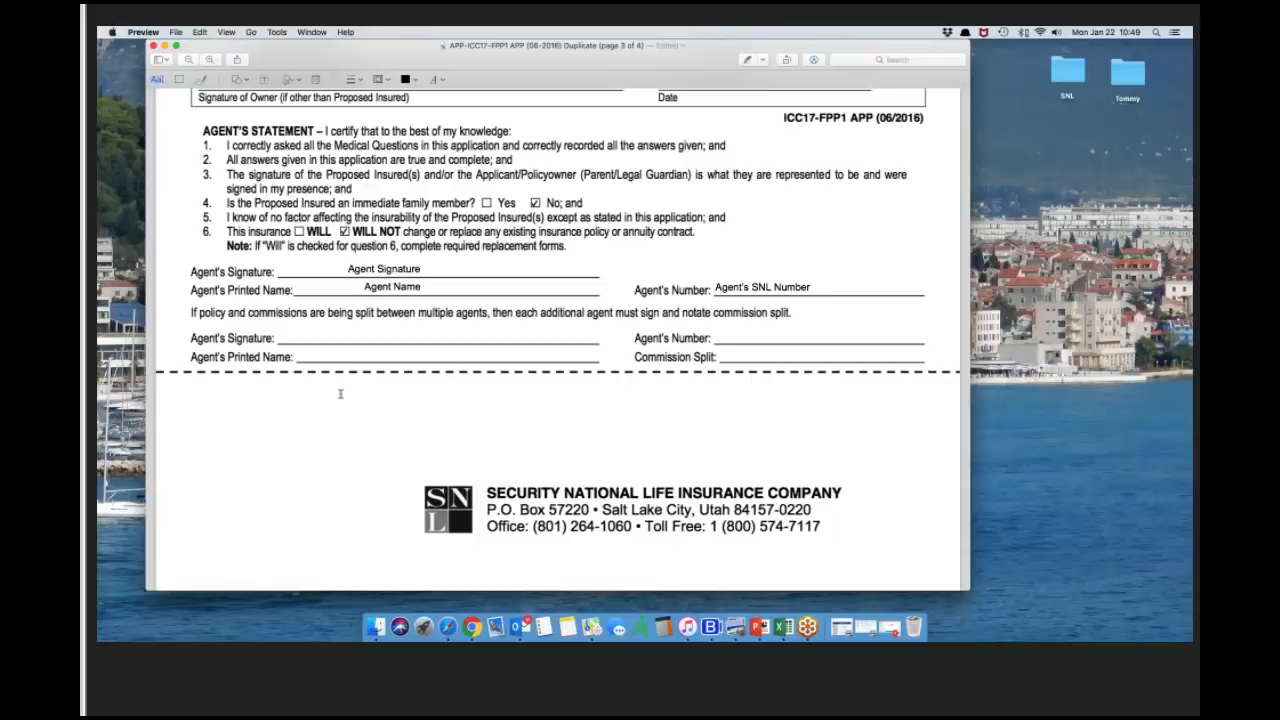 Preview File Edit View Go Tools Window Help
Mon Jan 22 10:49
APP-ICC17-FPP1 APP (06-2016) Duplicate (page 3 of 4) — Edited
Search
SNL
Tommy
Signature of Owner (if other than Proposed Insured) Date
ICC17-FPP1 APP (06/2016)
AGENT'S STATEMENT – I certify that to the best of my knowledge:
1. I correctly asked all the Medical Questions in this application and correctly recorded all the answers given; and
2. All answers given in this application are true and complete; and
3. The signature of the Proposed Insured(s) and/or the Applicant/Policyowner (Parent/Legal Guardian) is what they are represented to be and were
signed in my presence; and
4. Is the Proposed Insured an immediate family member? ☐ Yes ☑ No; and
5. I know of no factor affecting the insurability of the Proposed Insured(s) except as stated in this application; and
6. This insurance ☐ WILL ☑ WILL NOT change or replace any existing insurance policy or annuity contract.
Note: If "Will" is checked for question 6, complete required replacement forms.
Agent's Signature: Agent Signature
Agent's Printed Name: Agent Name Agent's Number: Agent's SNL Number
If policy and commissions are being split between multiple agents, then each additional agent must sign and notate commission split.
Agent's Signature: Agent's Number:
Agent's Printed Name: Commission Split:
SNL
SECURITY NATIONAL LIFE INSURANCE COMPANY
P.O. Box 57220 • Salt Lake City, Utah 84157-0220
Office: (801) 264-1060 • Toll Free: 1 (800) 574-7117